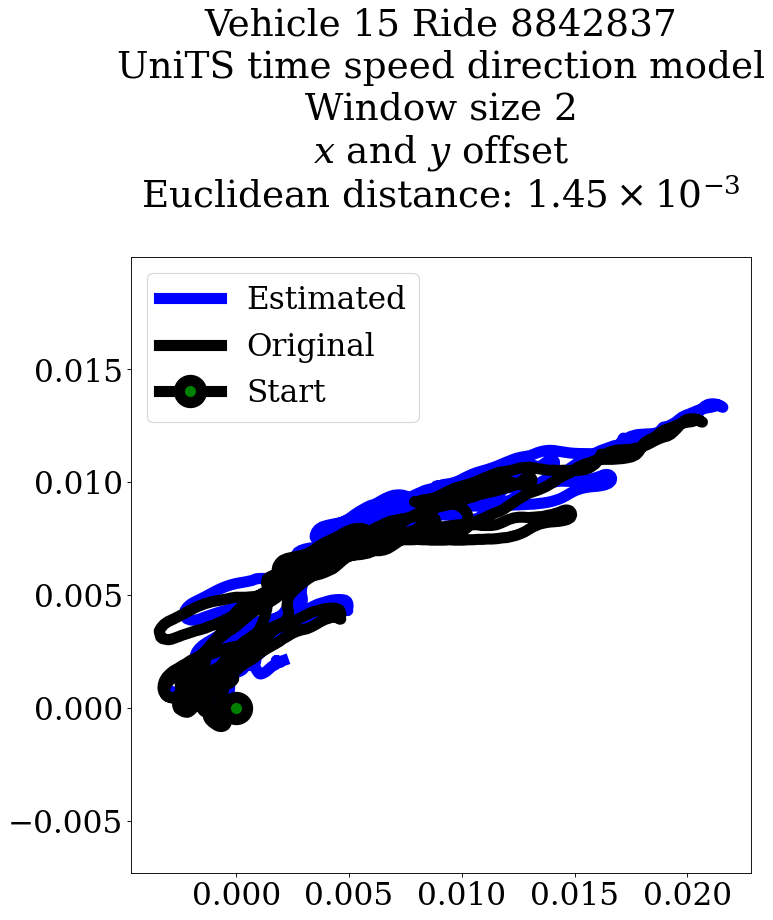 Vehicle 15 Ride 8842837
UniTS time speed direction model
Window size 2
x and y offset
Euclidean distance: 1.45 × 10⁻³
Estimated
Original
Start
0.015
0.010
0.005
0.000
−0.005
0.000 0.005 0.010 0.015 0.020